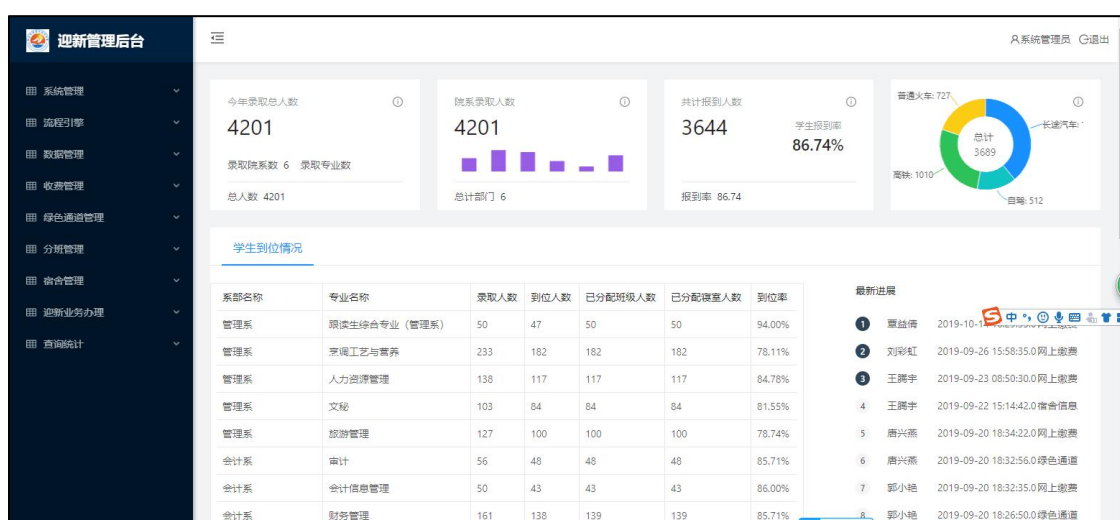 迎新管理后台
系统管理员 退出
系统管理
流程引擎
数据管理
收费管理
绿色通道管理
分班管理
宿舍管理
迎新业务办理
查询统计
今年录取总人数
4201
录取院系数 6 录取专业数
总人数 4201
院系录取人数
4201
总计部门 6
共计报到人数
3644
学生报到率
86.74%
报到率 86.74
普通火车: 727
长途汽车:
总计
3689
高铁: 1010
自驾: 512
学生到位情况
系部名称 专业名称 录取人数 到位人数 已分配班级人数 已分配寝室人数 到位率
管理系 跟读生综合专业（管理系） 50 47 50 50 94.00%
管理系 烹调工艺与营养 233 182 182 182 78.11%
管理系 人力资源管理 138 117 117 117 84.78%
管理系 文秘 103 84 84 84 81.55%
管理系 旅游管理 127 100 100 100 78.74%
会计系 审计 56 48 48 48 85.71%
会计系 会计信息管理 50 43 43 43 86.00%
会计系 财务管理 161 138 139 139 85.71%
最新进展
1 覃益倩 2019-10-1
中
2 刘彩虹 2019-09-26 15:58:35.0 网上缴费
3 王腾宇 2019-09-23 08:50:30.0 网上缴费
4 王腾宇 2019-09-22 15:14:42.0 宿舍信息
5 唐兴燕 2019-09-20 18:34:22.0 网上缴费
6 唐兴燕 2019-09-20 18:32:56.0 绿色通道
7 郭小艳 2019-09-20 18:32:35.0 网上缴费
8 郭小艳 2019-09-20 18:26:50.0 绿色通道